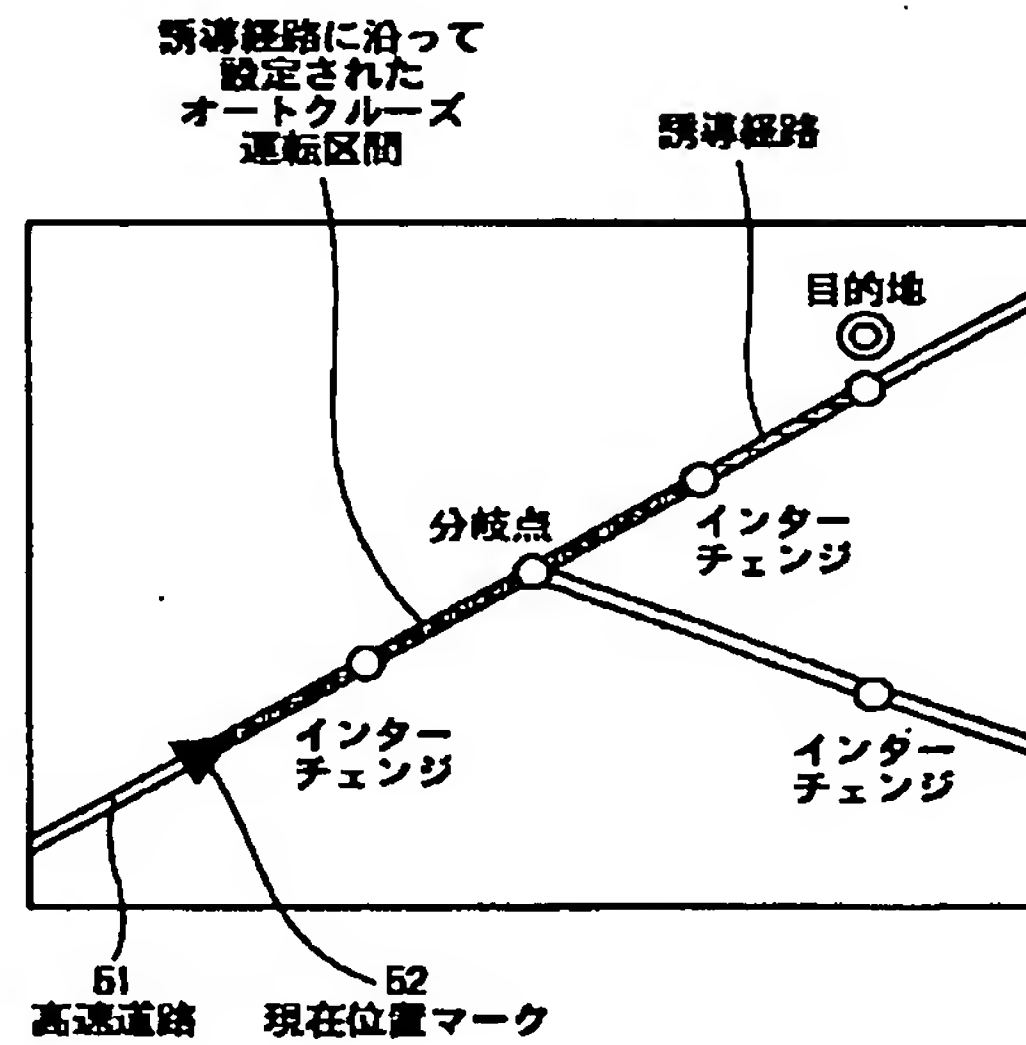 誘導経路に沿って
設定された
オートクルーズ
運転区間
誘導経路
目的地
分岐点
インター
チェンジ
インター
チェンジ
インター
チェンジ
51
高速道路
52
現在位置マーク